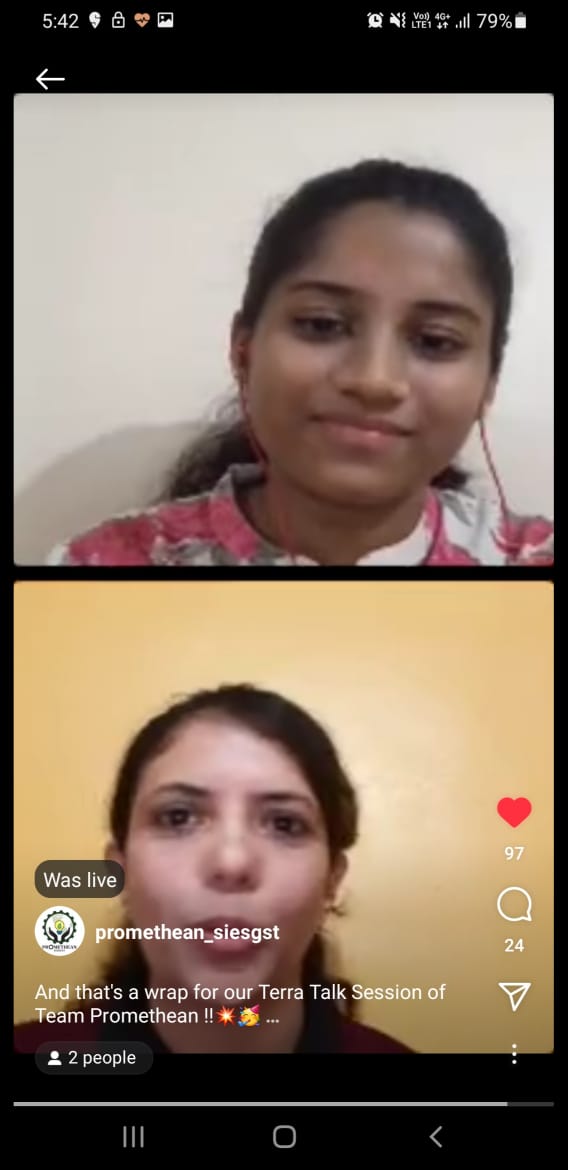 5:42
Vo)) 4G+ 79%
LTE1
97
Was live
PROMETHEAN
promethean_siesgst
24
And that's a wrap for our Terra Talk Session of
Team Promethean !!💥🥳 ...
2 people